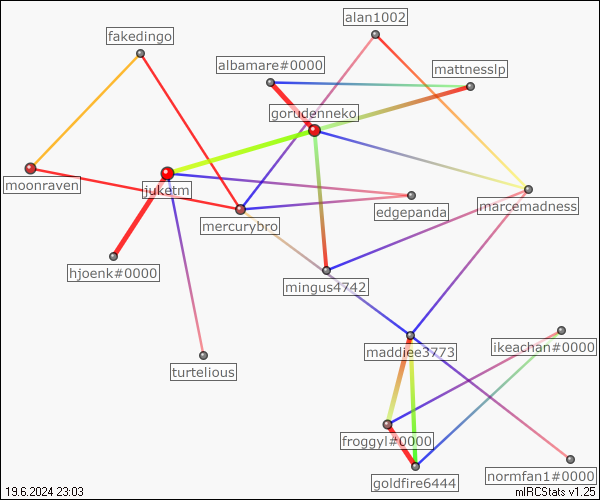 alan1002
fakedingo
albamare#0000
mattnesslp
gorudenneko
moonraven
juketm
edgepanda
marcemadness
mercurybro
hjoenk#0000
mingus4742
maddiee3773
ikeachan#0000
turtelious
froggyl#0000
normfan1#0000
goldfire6444
19.6.2024 23:03
mIRCStats v1.25